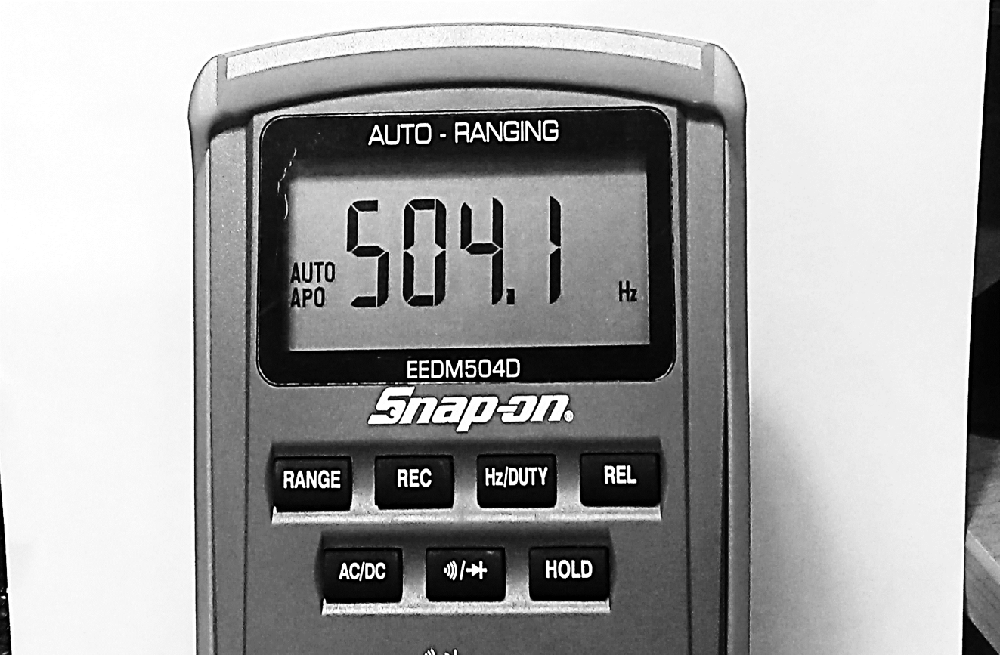 AUTO - RANGING
504.1
AUTO
APO
Hz
EEDM504D
Snap-on®
RANGE REC Hz/DUTY REL
AC/DC HOLD